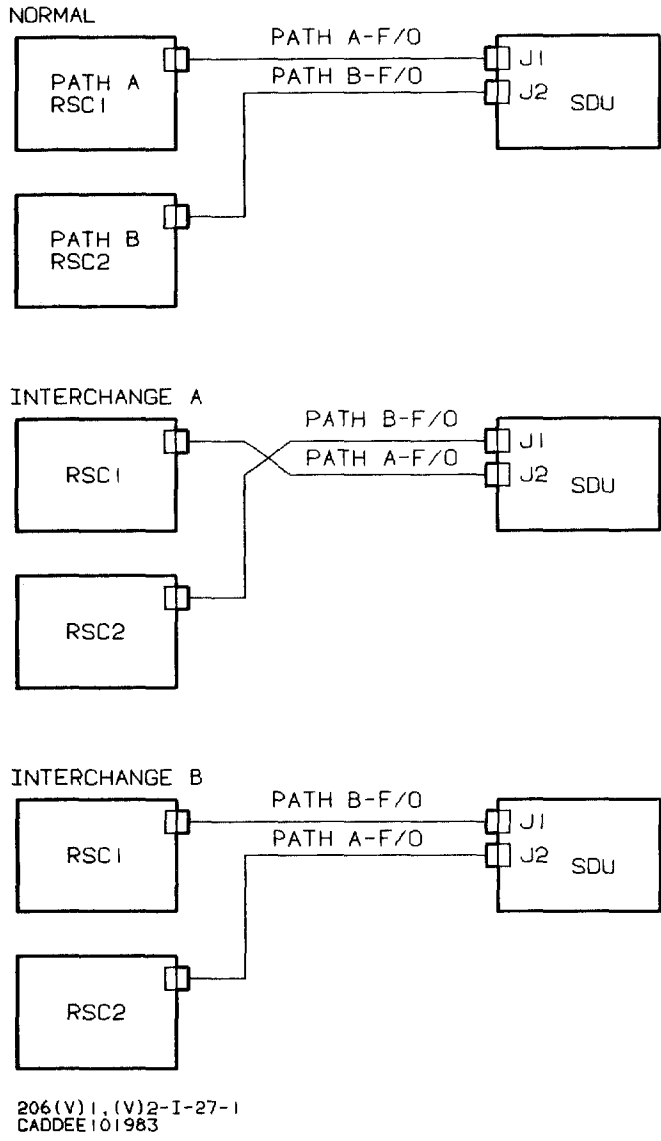 NORMAL
PATH A-F/O
PATH A
RSC1
J1
PATH B-F/O
J2
SDU
PATH B
RSC2
INTERCHANGE A
PATH B-F/O
RSC1
J1
PATH A-F/O
J2
SDU
RSC2
INTERCHANGE B
PATH B-F/O
RSC1
J1
PATH A-F/O
J2
SDU
RSC2
206(V)1,(V)2-I-27-1
CADDEE101983